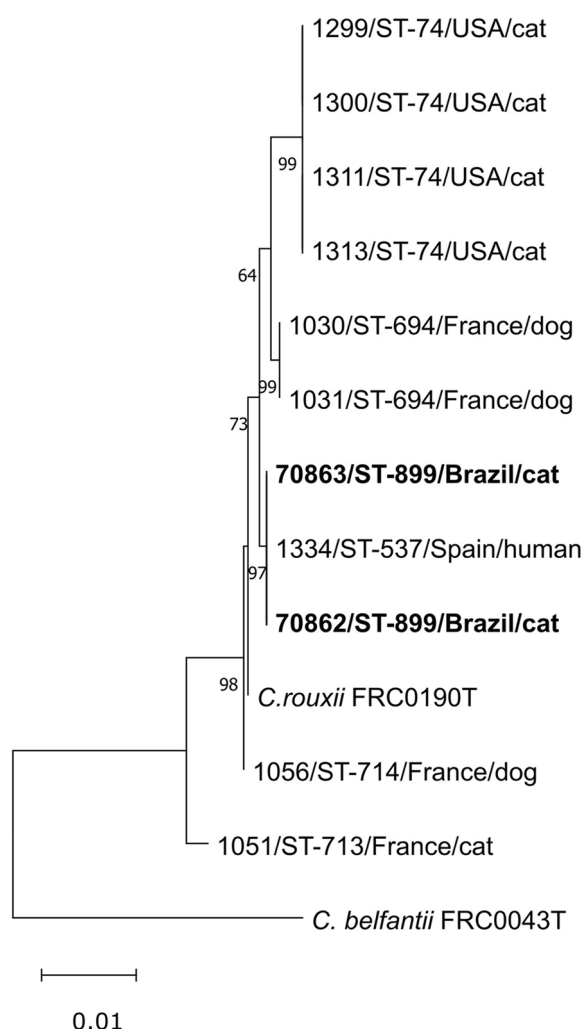 1299/ST-74/USA/cat
1300/ST-74/USA/cat
99
1311/ST-74/USA/cat
1313/ST-74/USA/cat
64
1030/ST-694/France/dog
99
1031/ST-694/France/dog
73
70863/ST-899/Brazil/cat
1334/ST-537/Spain/human
97
70862/ST-899/Brazil/cat
98
C.rouxii FRC0190T
1056/ST-714/France/dog
1051/ST-713/France/cat
C. belfantii FRC0043T
0.01